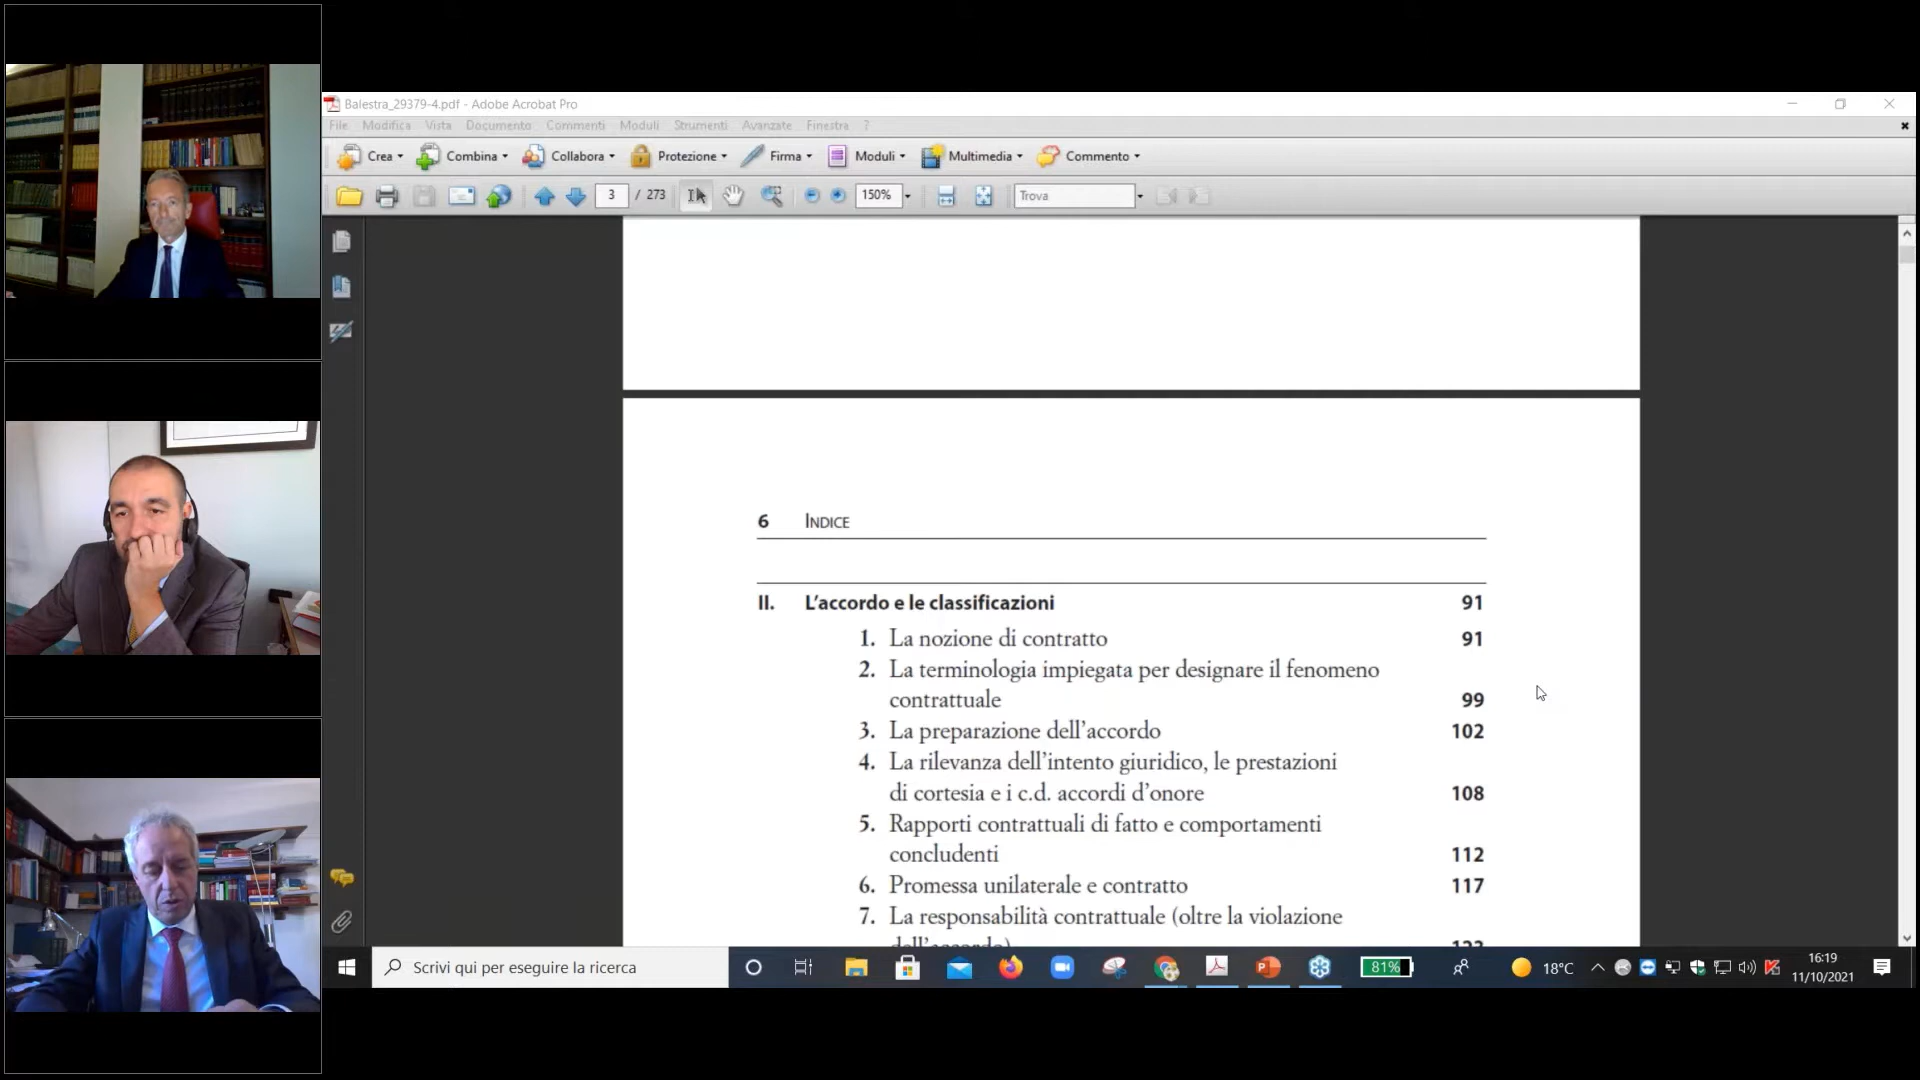 Balestra_29379-4.pdf - Adobe Acrobat Pro
File Modifica Vista Documento Commenti Moduli Strumenti Avanzate Finestra ?
Crea Combina Collabora Protezione Firma Moduli Multimedia Commento
3 / 273 150% Trova
6 INDICE
II. L'accordo e le classificazioni 91
1. La nozione di contratto 91
2. La terminologia impiegata per designare il fenomeno
contrattuale 99
3. La preparazione dell'accordo 102
4. La rilevanza dell'intento giuridico, le prestazioni
di cortesia e i c.d. accordi d'onore 108
5. Rapporti contrattuali di fatto e comportamenti
concludenti 112
6. Promessa unilaterale e contratto 117
7. La responsabilità contrattuale (oltre la violazione
dell'accordo)
Scrivi qui per eseguire la ricerca 81% 18°C 16:19
11/10/2021